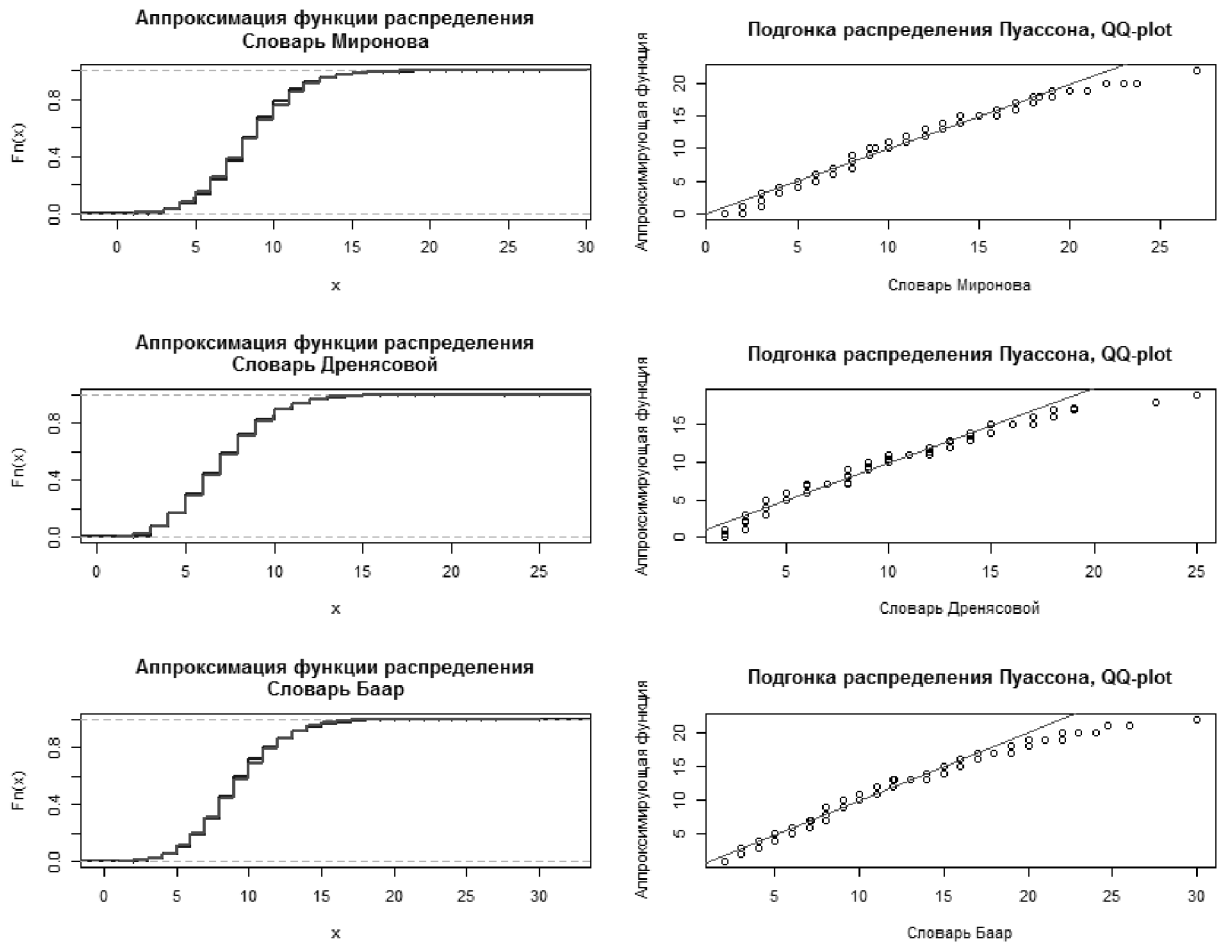 Аппроксимация функции распределения
Словарь Миронова
Fn(x)
0.0 0.4 0.8
0 5 10 15 20 25 30
x
Подгонка распределения Пуассона, QQ-plot
Аппроксимирующая функция
0 5 10 15 20
0 5 10 15 20 25
Словарь Миронова
Аппроксимация функции распределения
Словарь Дренясовой
Fn(x)
0.0 0.4 0.8
0 5 10 15 20 25
x
Подгонка распределения Пуассона, QQ-plot
Аппроксимирующая функция
0 5 10 15
5 10 15 20 25
Словарь Дренясовой
Аппроксимация функции распределения
Словарь Баар
Fn(x)
0.0 0.4 0.8
0 5 10 15 20 25 30
x
Подгонка распределения Пуассона, QQ-plot
Аппроксимирующая функция
5 10 15 20
5 10 15 20 25 30
Словарь Баар